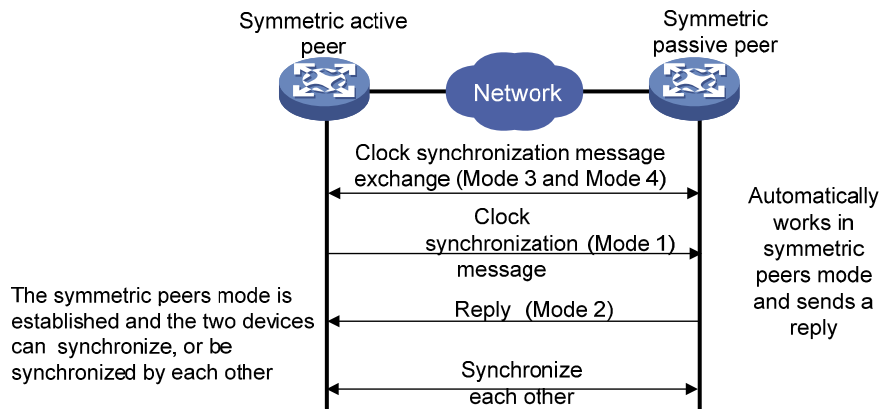 Symmetric active
peer
Symmetric
passive peer
Network
Clock synchronization message
exchange (Mode 3 and Mode 4)
Clock
synchronization (Mode 1)
message
Automatically
works in
symmetric
peers mode
and sends a
reply
The symmetric peers mode is
established and the two devices
can synchronize, or be
synchronized by each other
Reply (Mode 2)
Synchronize
each other